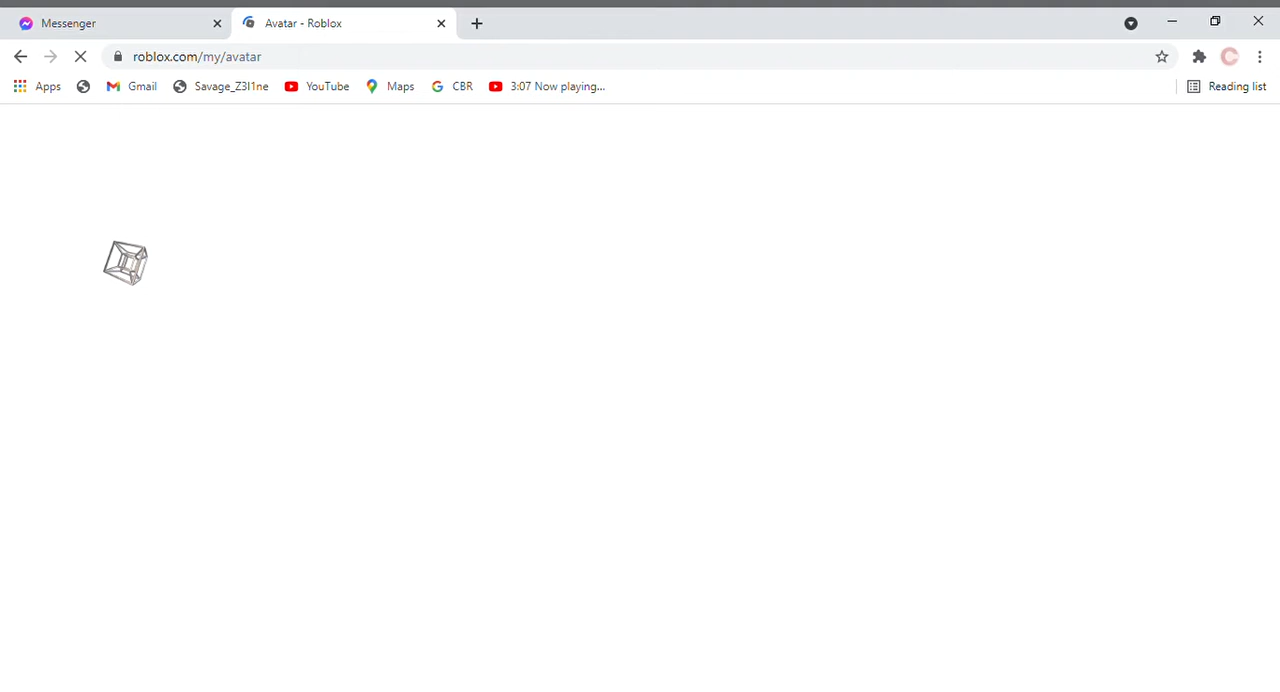 Messenger
Avatar - Roblox
roblox.com/my/avatar
Apps
Gmail
Savage_Z3l1ne
YouTube
Maps
CBR
3:07 Now playing...
Reading list